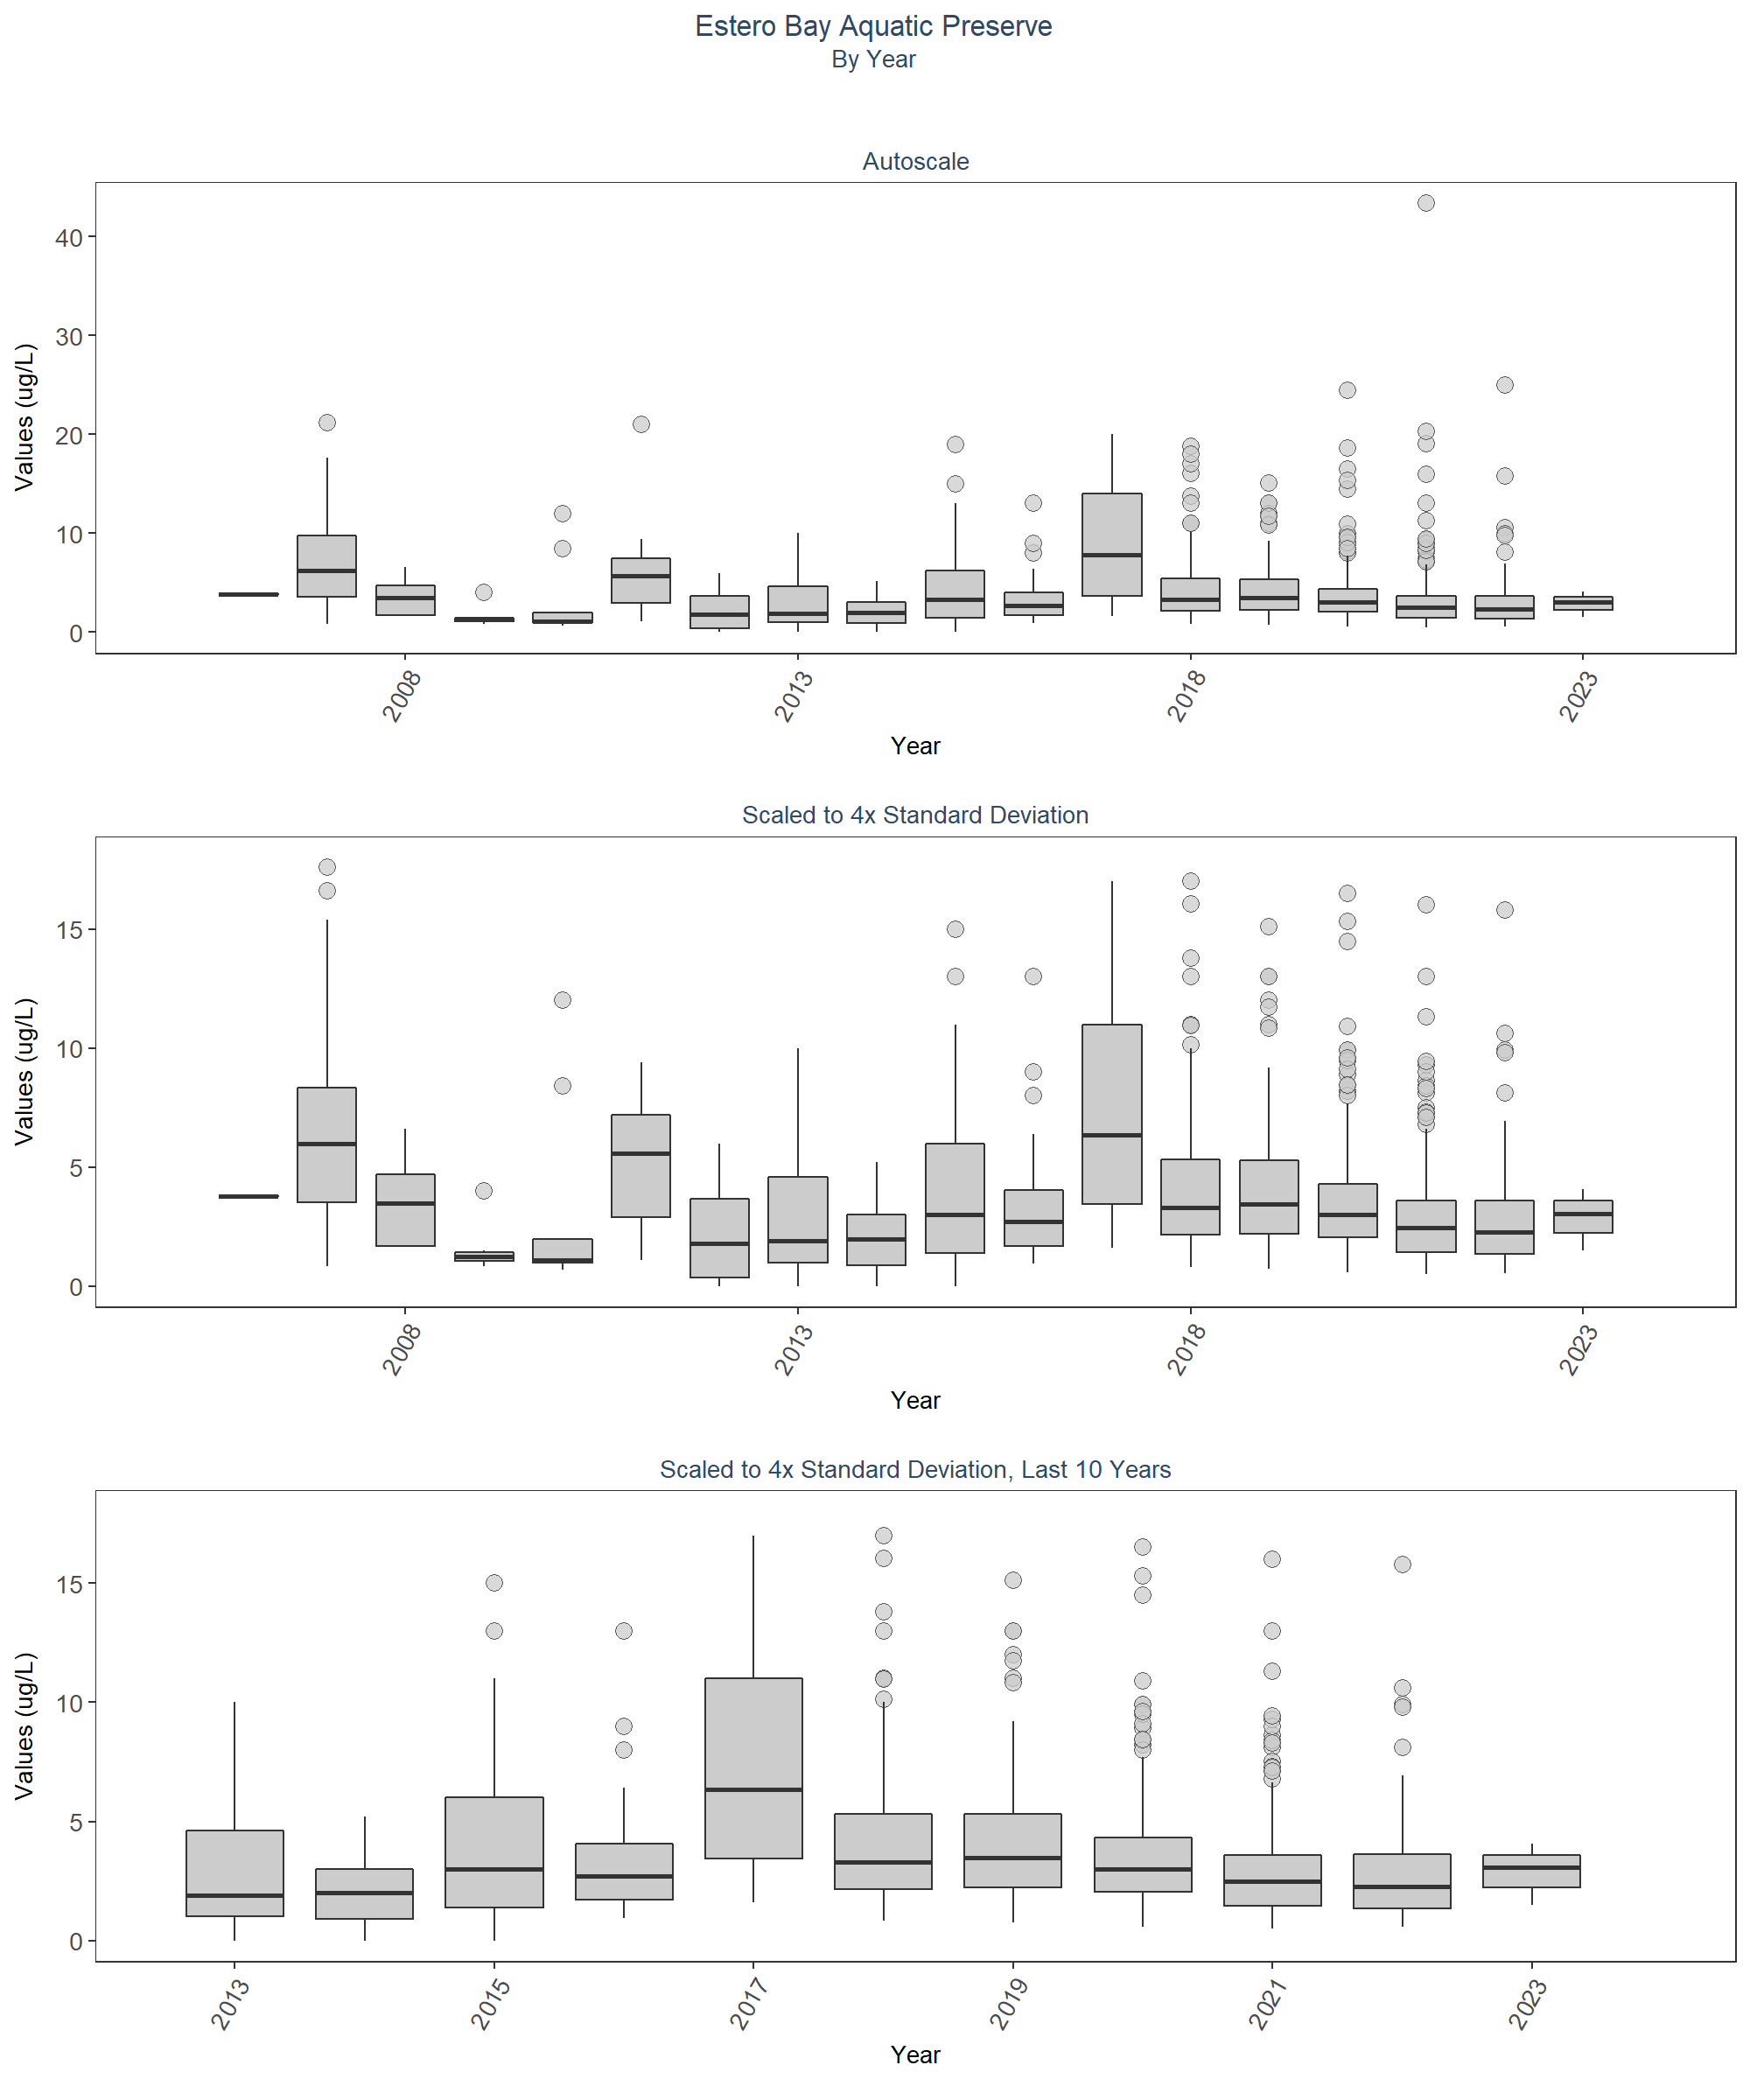 Estero Bay Aquatic Preserve
By Year
Autoscale
Values (ug/L)
40
30
20
10
0
2008
2013
2018
2023
Year
Scaled to 4x Standard Deviation
Values (ug/L)
15
10
5
0
2008
2013
2018
2023
Year
Scaled to 4x Standard Deviation, Last 10 Years
Values (ug/L)
15
10
5
0
2013
2015
2017
2019
2021
2023
Year